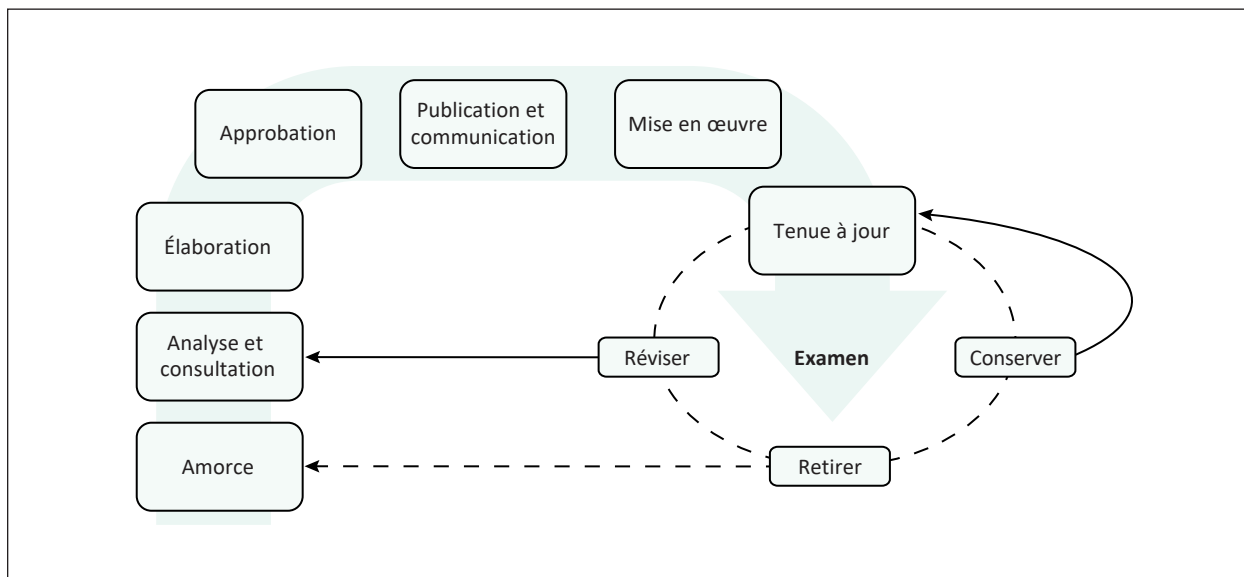 Approbation
Publication et
communication
Mise en œuvre
Élaboration
Tenue à jour
Analyse et
consultation
Réviser
Examen
Conserver
Amorce
Retirer